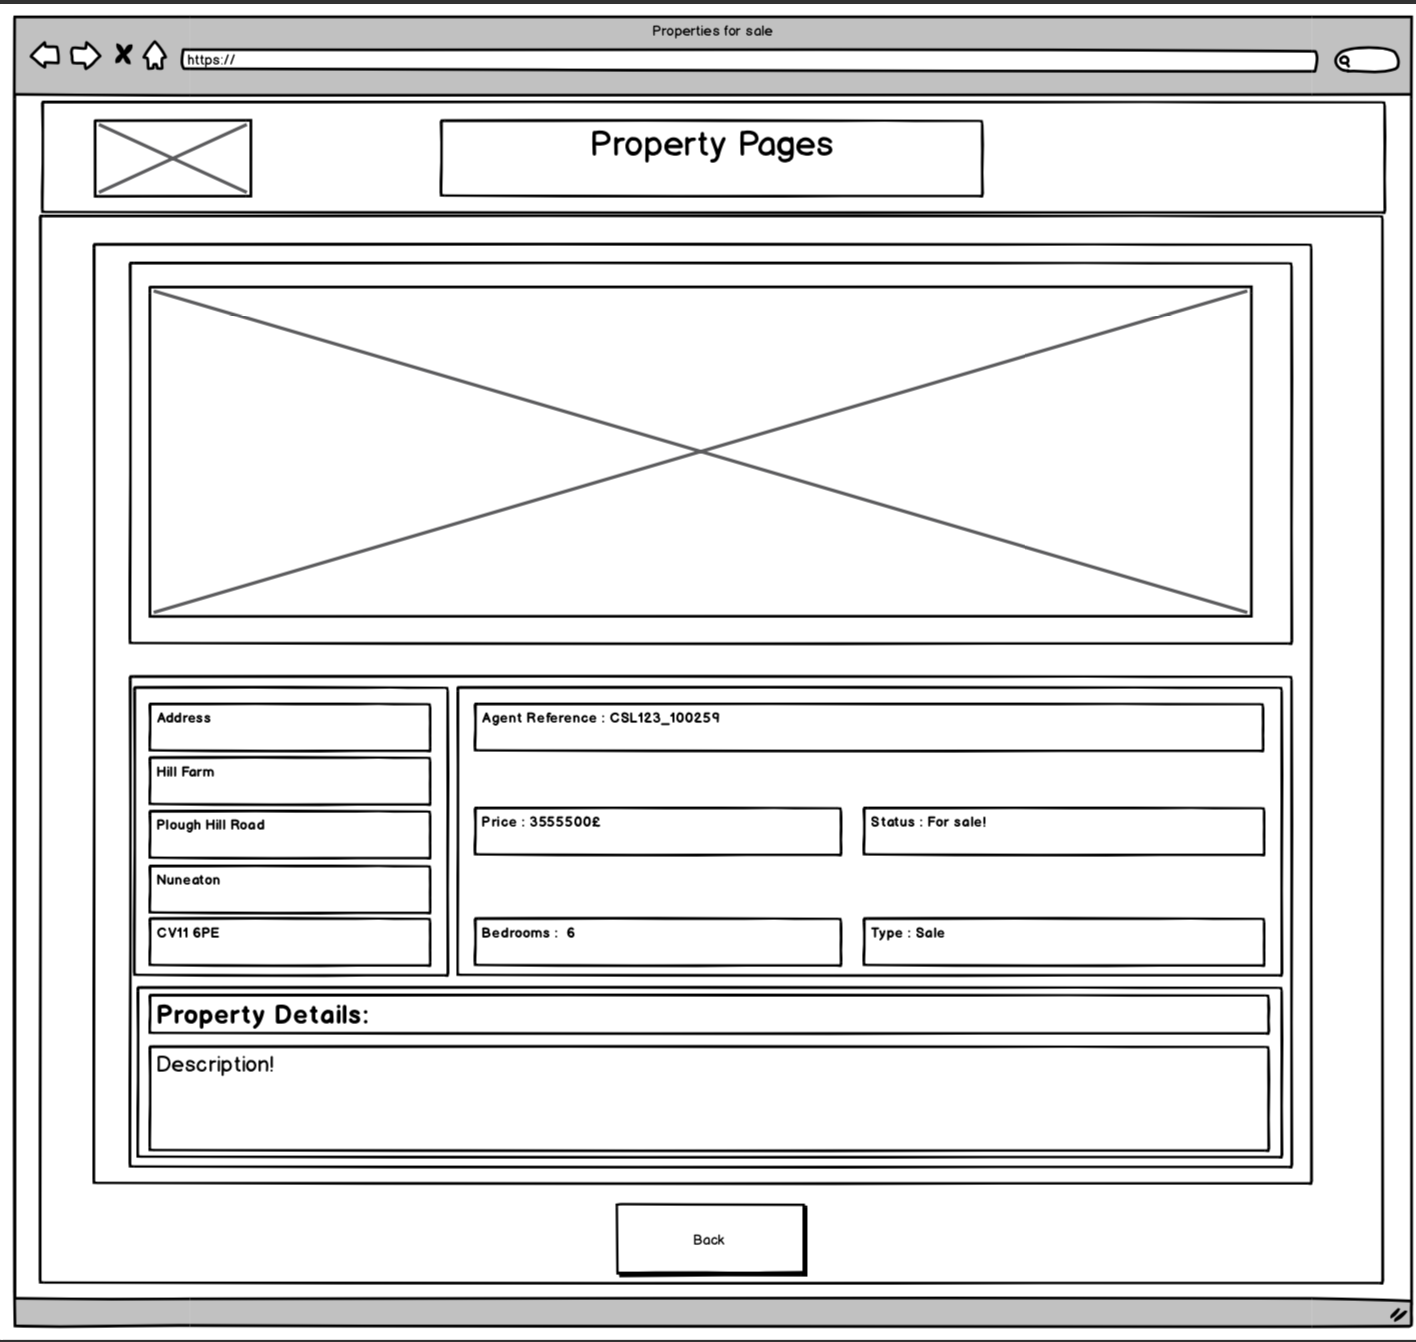 Properties for sale
https://
Property Pages
Address
Hill Farm
Plough Hill Road
Nuneaton
CV11 6PE
Agent Reference : CSL123_100259
Price : 3555500£
Status : For sale!
Bedrooms : 6
Type : Sale
Property Details:
Description!
Back